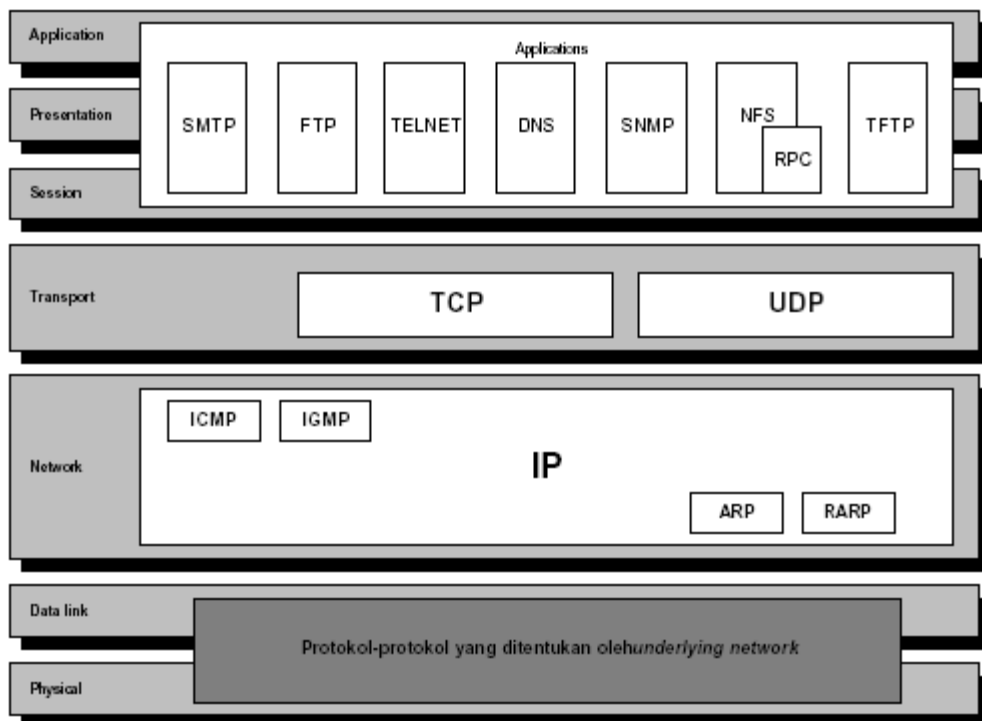 Application
Applications
Presentation
SMTP
FTP
TELNET
DNS
SNMP
NFS
RPC
TFTP
Session
Transport
TCP
UDP
Network
ICMP
IGMP
IP
ARP
RARP
Data link
Protokol-protokol yang ditentukan olehunderlying network
Physical